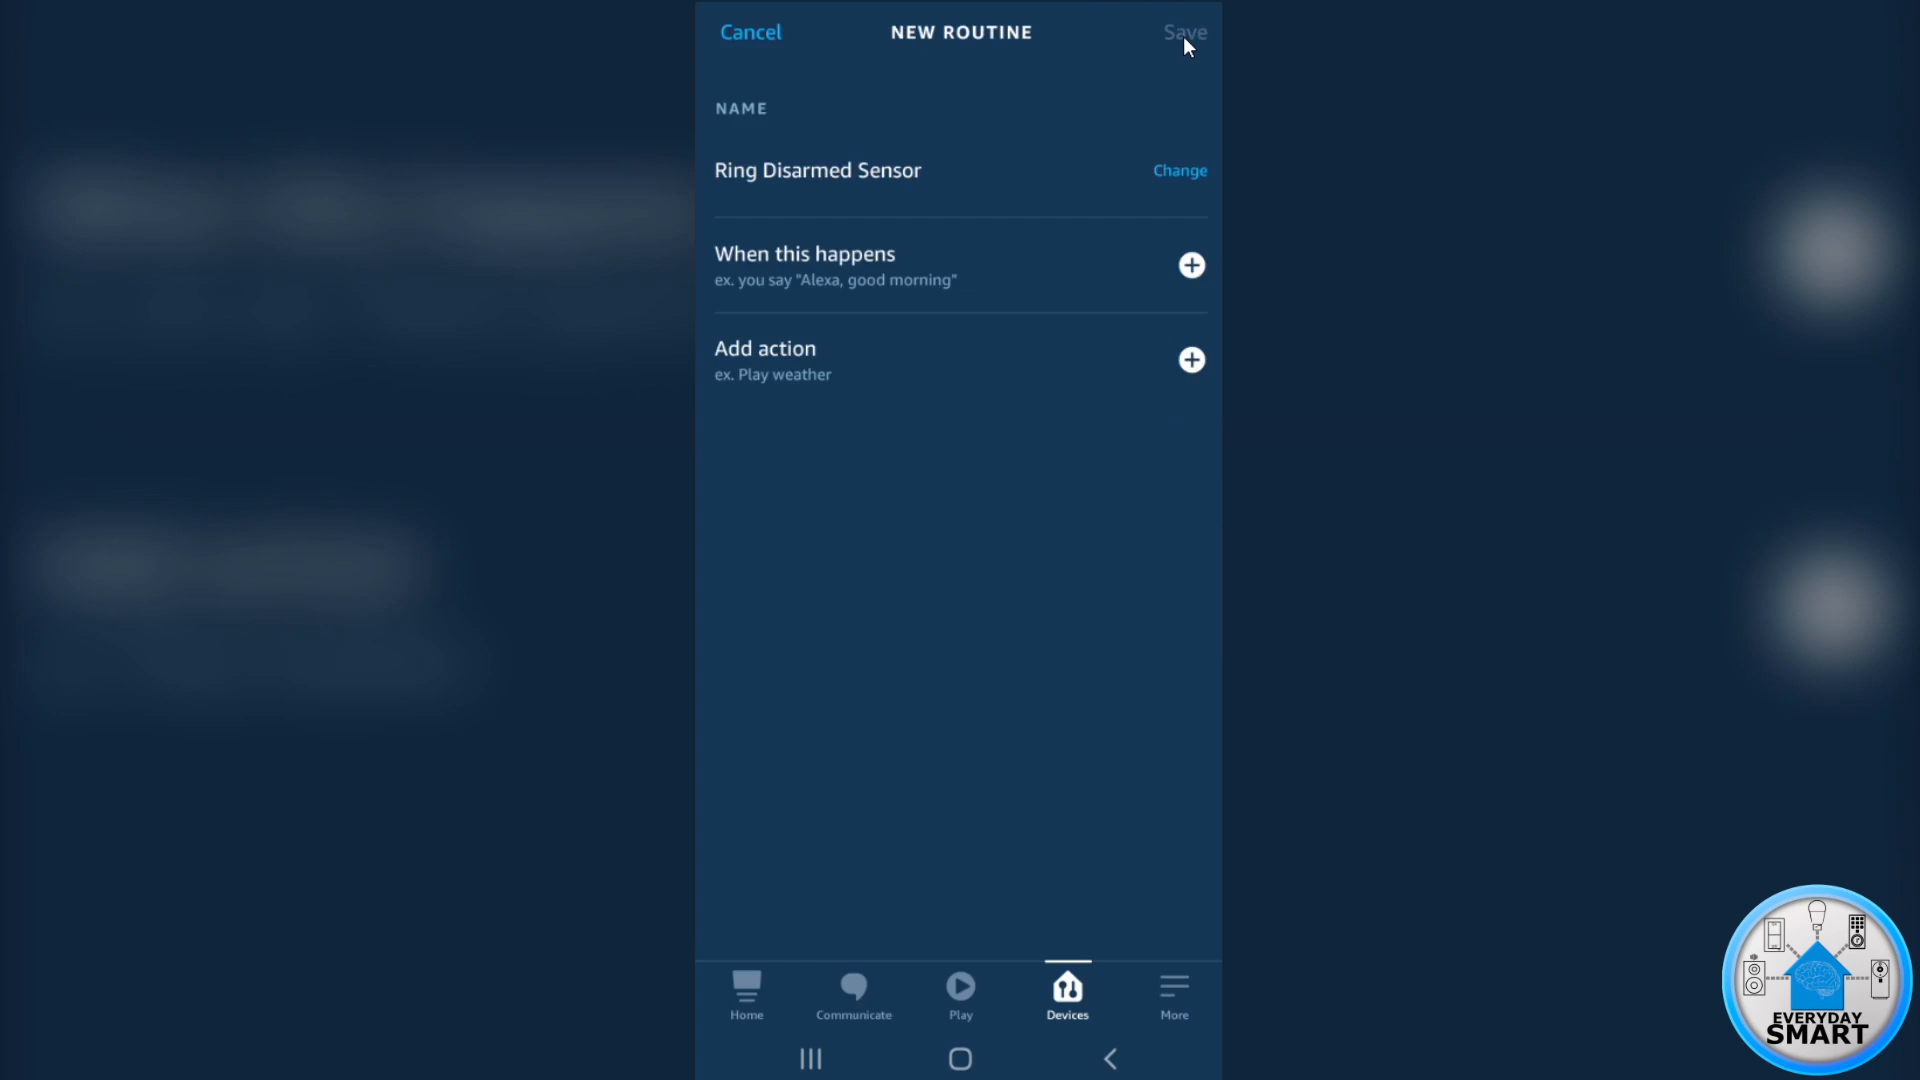 Cancel
NEW ROUTINE
Save
NAME
Ring Disarmed Sensor
Change
When this happens
ex. you say "Alexa, good morning"
Add action
ex. Play weather
Home
Communicate
Play
Devices
More
EVERYDAY
SMART